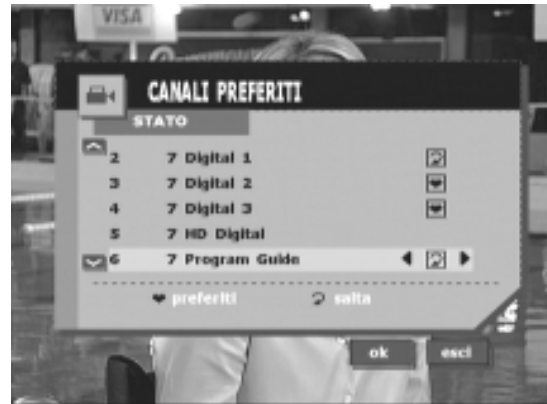 VISA
CANALI PREFERITI
STATO
2 7 Digital 1
3 7 Digital 2
4 7 Digital 3
5 7 HD Digital
6 7 Program Guide
preferiti salta
ok esci